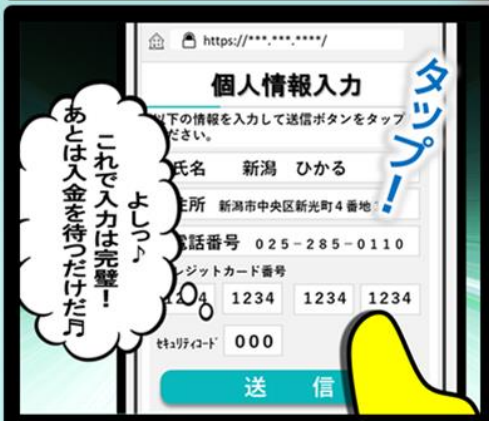 https://***.***.****/
個人情報入力
以下の情報を入力して送信ボタンをタップ
ださい。
氏名 新潟 ひかる
住所 新潟市中央区新光町4番地
電話番号 025-285-0110
レジットカード番号
1234 1234 1234 1234
セキュリティコード 000
送 信
タップ!
よしっ♪
これで入力は完璧!
あとは入金を待つだけだ♬